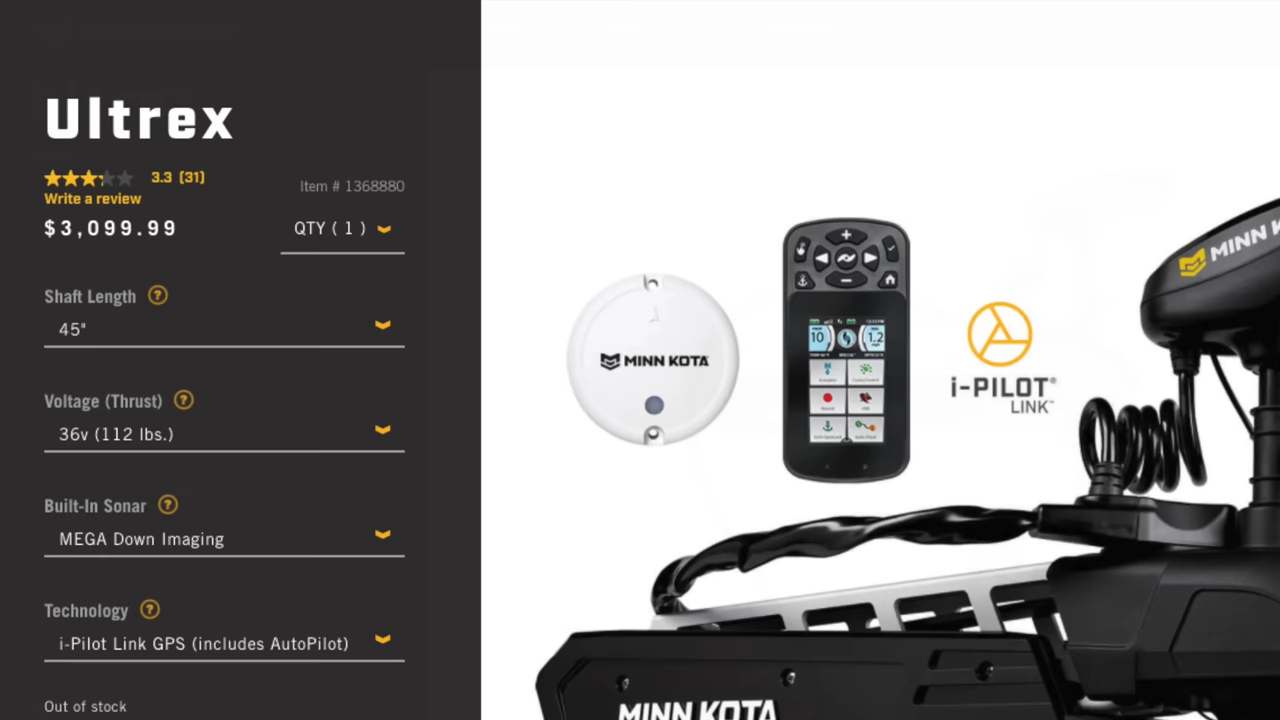 Ultrex
3.3 (31)
Write a review
Item # 1368880
$3,099.99
QTY ( 1 )
Shaft Length ?
45"
Voltage (Thrust) ?
36v (112 lbs.)
Built-In Sonar ?
MEGA Down Imaging
Technology ?
i-Pilot Link GPS (includes AutoPilot)
Out of stock
MINN KOTA
10
1.2
i-PILOT®
LINK™
MINN K
MINN KOTA